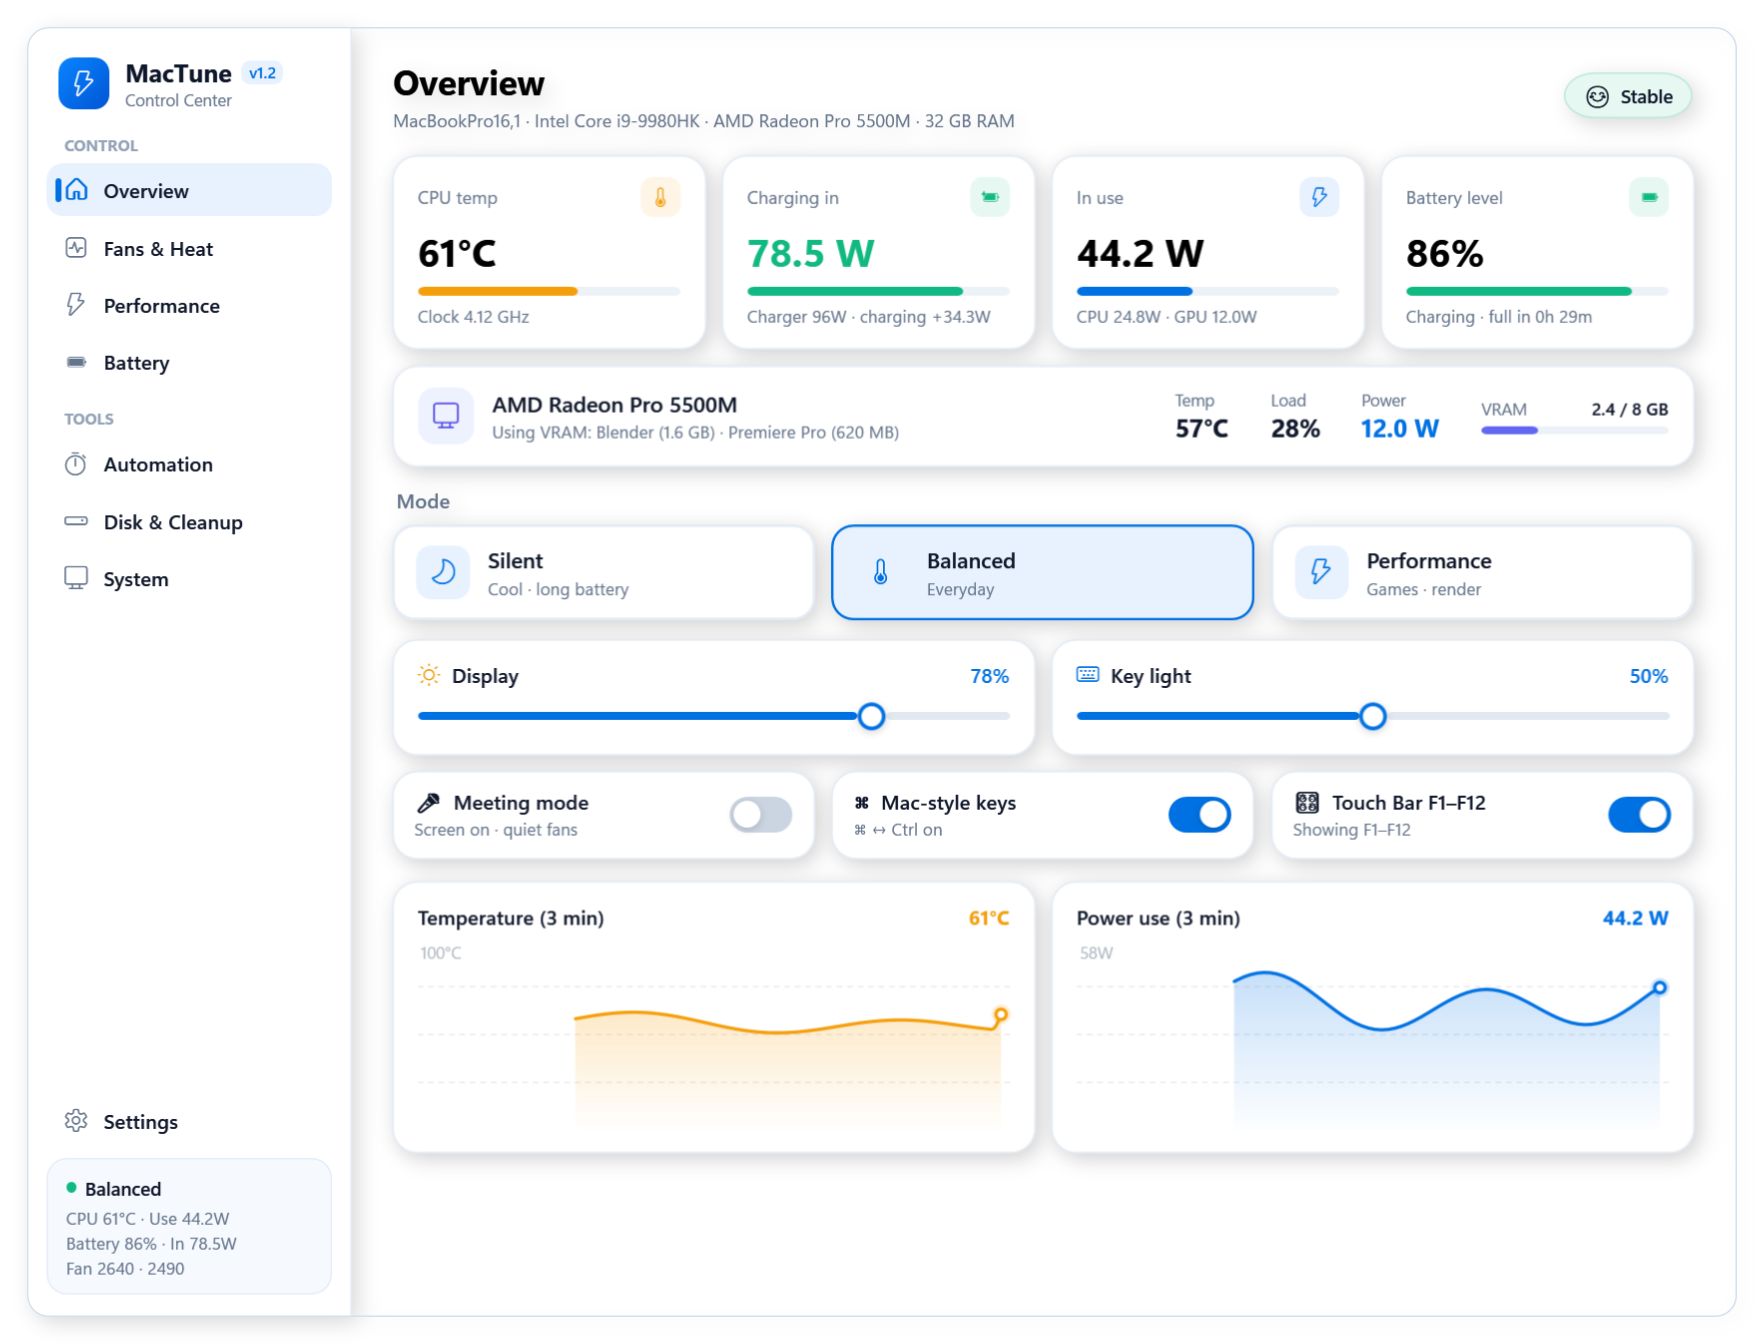 MacTune v1.2
Control Center
CONTROL
Overview
Fans & Heat
Performance
Battery
TOOLS
Automation
Disk & Cleanup
System
Settings
Balanced
CPU 61°C · Use 44.2W
Battery 86% · In 78.5W
Fan 2640 · 2490
Overview
MacBookPro16,1 · Intel Core i9-9980HK · AMD Radeon Pro 5500M · 32 GB RAM
Stable
CPU temp
61°C
Clock 4.12 GHz
Charging in
78.5 W
Charger 96W · charging +34.3W
In use
44.2 W
CPU 24.8W · GPU 12.0W
Battery level
86%
Charging · full in 0h 29m
AMD Radeon Pro 5500M
Using VRAM: Blender (1.6 GB) · Premiere Pro (620 MB)
Temp
57°C
Load
28%
Power
12.0 W
VRAM 2.4 / 8 GB
Mode
Silent
Cool · long battery
Balanced
Everyday
Performance
Games · render
Display 78%
Key light 50%
Meeting mode
Screen on · quiet fans
⌘ Mac-style keys
⌘ ↔ Ctrl on
Touch Bar F1–F12
Showing F1–F12
Temperature (3 min) 61°C
100°C
Power use (3 min) 44.2 W
58W